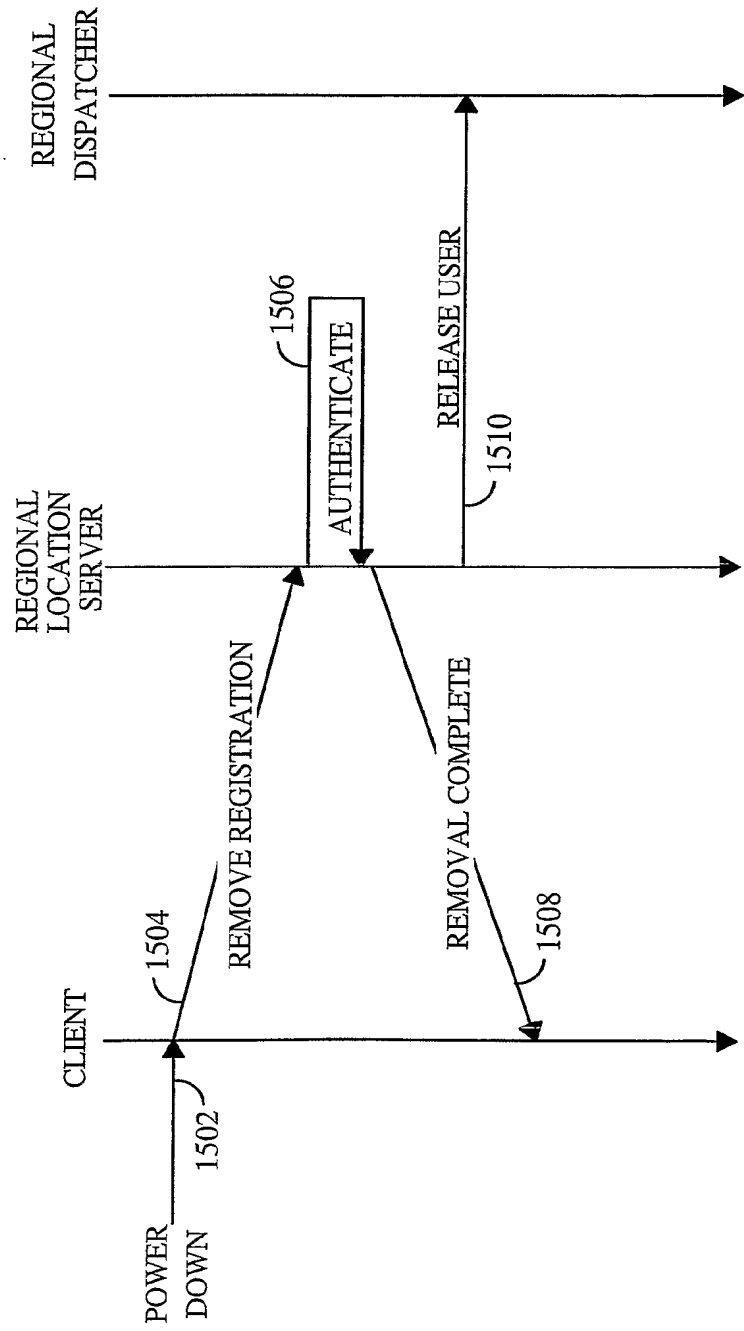 POWER
DOWN
1502
CLIENT
1504
REMOVE REGISTRATION
REGIONAL
LOCATION
SERVER
1506
AUTHENTICATE
REMOVAL COMPLETE
1508
RELEASE USER
1510
REGIONAL
DISPATCHER